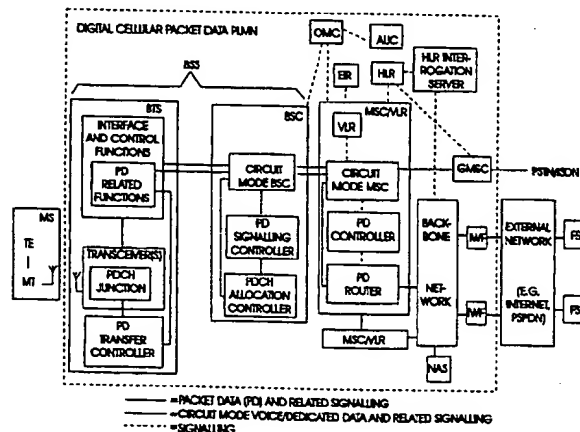 DIGITAL CELLULAR PACKET DATA PLMN
OMC
AUC
HLR INTER-
ROGATION
SERVER
EIR
HLR
BSS
BTS
INTERFACE
AND CONTROL
FUNCTIONS
PD
RELATED
FUNCTIONS
BSC
CIRCUIT
MODE BSC
PD
SIGNALLING
CONTROLLER
PDCH
ALLOCATION
CONTROLLER
MSC/VLR
VLR
CIRCUIT
MODE MSC
PD
CONTROLLER
PD
ROUTER
MSC/VLR
GMSC
PSTN/ISDN
MS
TE
MT
TRANSCEIVER(S)
PDCH
JUNCTION
PD
TRANSFER
CONTROLLER
BACK-
BONE
NET-
WORK
IWF
IWF
NAS
EXTERNAL
NETWORK
(E.G.
INTERNET,
PSPDN)
=PACKET DATA (PD) AND RELATED SIGNALLING
=CIRCUIT MODE VOICE/DEDICATED DATA AND RELATED SIGNALLING
=SIGNALLING